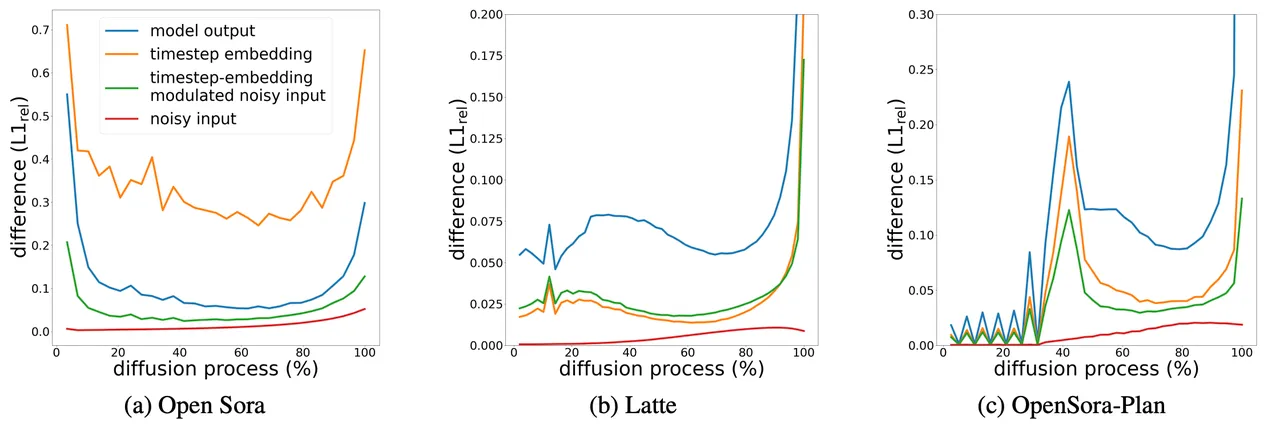 difference (L1rel)
0.7
0.6
0.5
0.4
0.3
0.2
0.1
0.0
model output
timestep embedding
timestep-embedding
modulated noisy input
noisy input
0 20 40 60 80 100
diffusion process (%)
(a) Open Sora
difference (L1rel)
0.200
0.175
0.150
0.125
0.100
0.075
0.050
0.025
0.000
0 20 40 60 80 100
diffusion process (%)
(b) Latte
difference (L1rel)
0.30
0.25
0.20
0.15
0.10
0.05
0.00
0 20 40 60 80 100
diffusion process (%)
(c) OpenSora-Plan